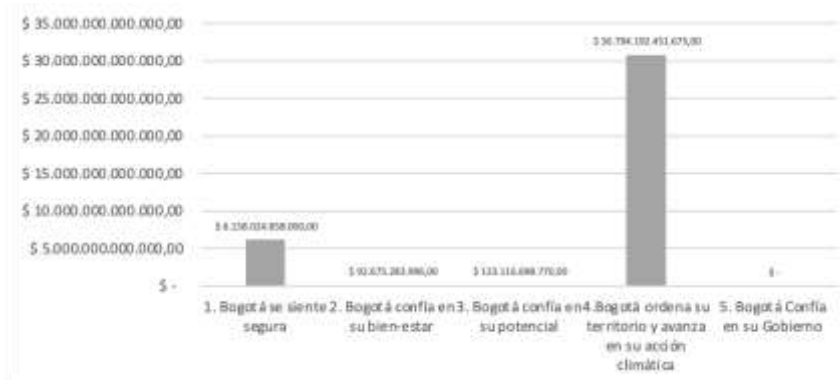 $ 35.000.000.000.000,00
$ 30.000.000.000.000,00
$ 25.000.000.000.000,00
$ 20.000.000.000.000,00
$ 15.000.000.000.000,00
$ 10.000.000.000.000,00
$ 5.000.000.000.000,00
$ -
$ -
1. Bogotá se siente segura
2. Bogotá confía en su bien-estar
3. Bogotá confía en su potencial
4.Bogotá ordena su territorio y avanza en su acción climática
5. Bogotá Confía en su Gobierno